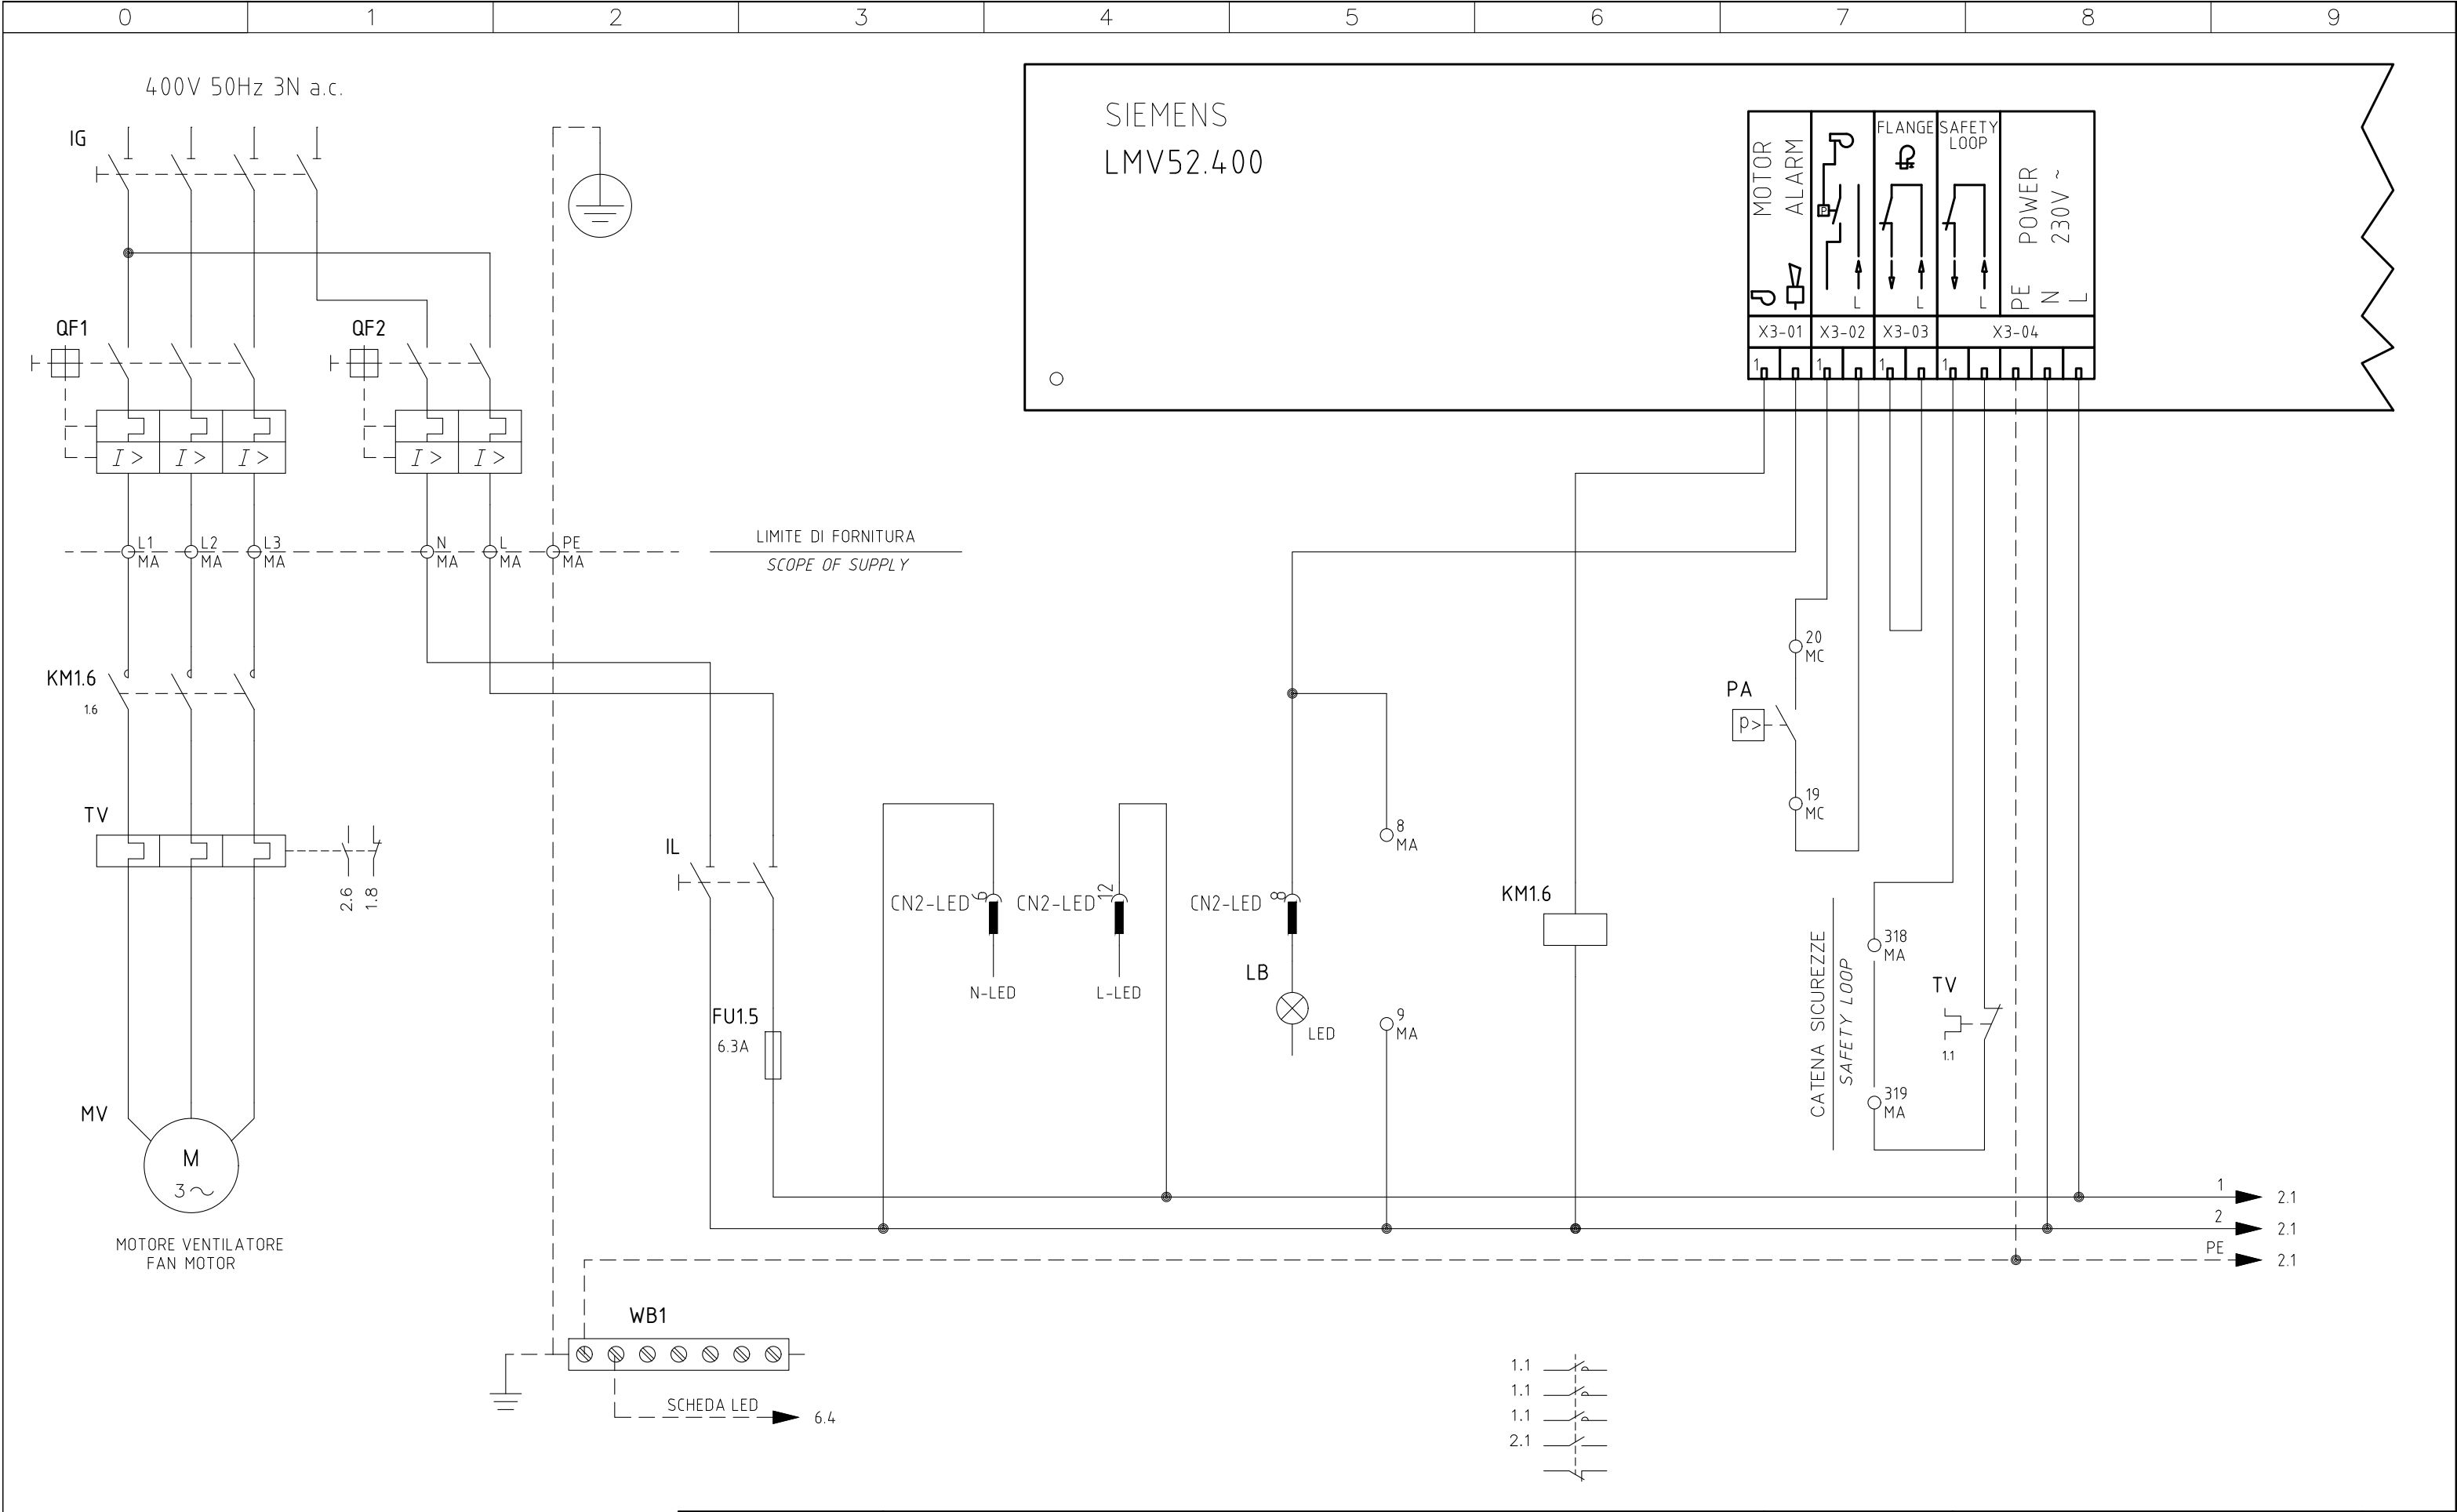 0 1 2 3 4 5 6 7 8 9
400V 50Hz 3N a.c.
IG
SIEMENS
LMV52.400
MOTOR
ALARM
FLANGE
SAFETY
LOOP
POWER
230V ~
PE
N
L
P
L
L
L
X3-01 X3-02 X3-03 X3-04
1 1 1 1
QF1
QF2
I > I > I >
I > I >
L1
MA
L2
MA
L3
MA
N
MA
L
MA
PE
MA
LIMITE DI FORNITURA
SCOPE OF SUPPLY
KM1.6
1.6
20
MC
PA
p>
19
MC
TV
2.6
1.8
IL
8
MA
CN2-LED 6
CN2-LED 12
CN2-LED 8
KM1.6
N-LED
L-LED
LB
LED
9
MA
FU1.5
6.3A
CATENA SICUREZZE
SAFETY LOOP
318
MA
TV
1.1
319
MA
MV
M
3~
MOTORE VENTILATORE
FAN MOTOR
1 2.1
2 2.1
PE 2.1
WB1
SCHEDA LED 6.4
1.1
1.1
1.1
2.1